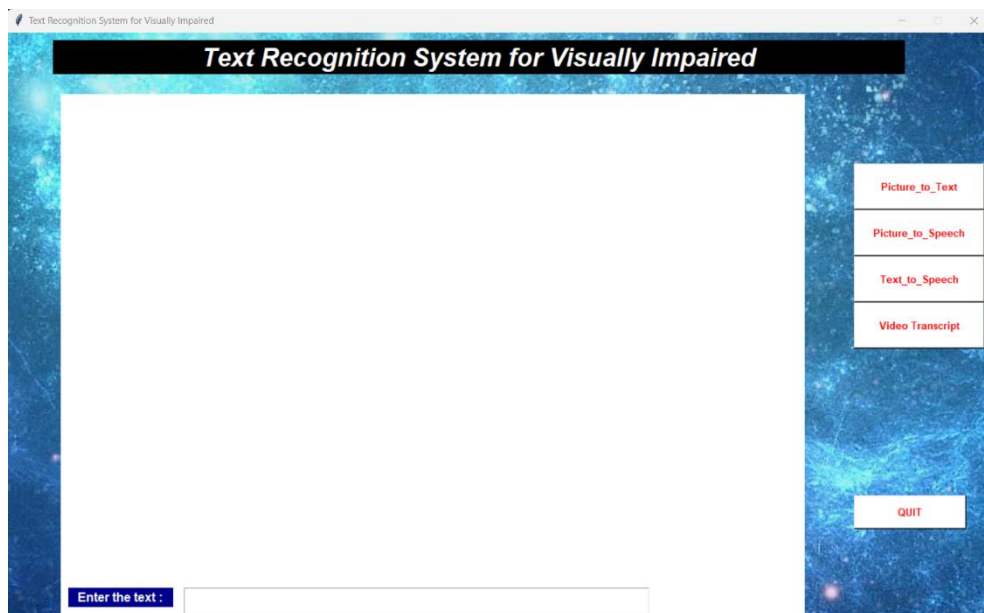 Text Recognition System for Visually Impaired
Text Recognition System for Visually Impaired
Picture_to_Text
Picture_to_Speech
Text_to_Speech
Video Transcript
QUIT
Enter the text :